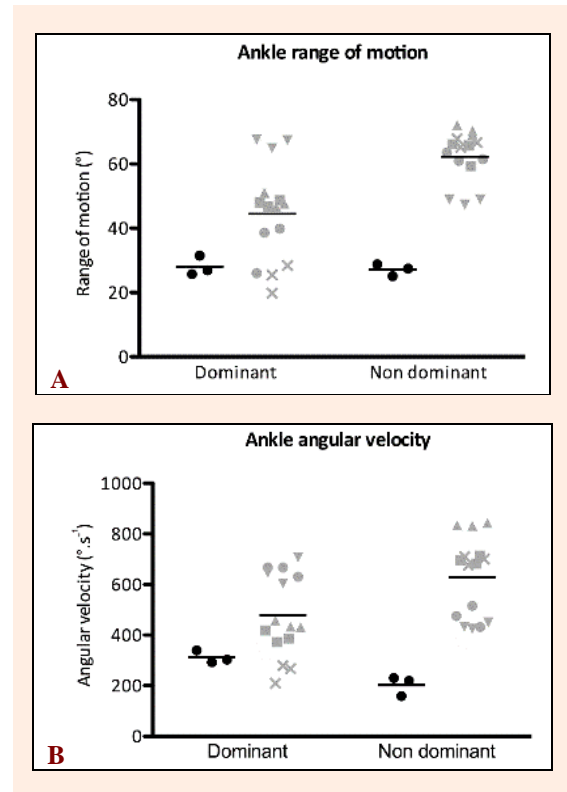 Ankle range of motion
80
60
40
20
0
Range of motion (°)
Dominant
Non dominant
A
Ankle angular velocity
1000
800
600
400
200
0
Angular velocity (°.s⁻¹)
Dominant
Non dominant
B